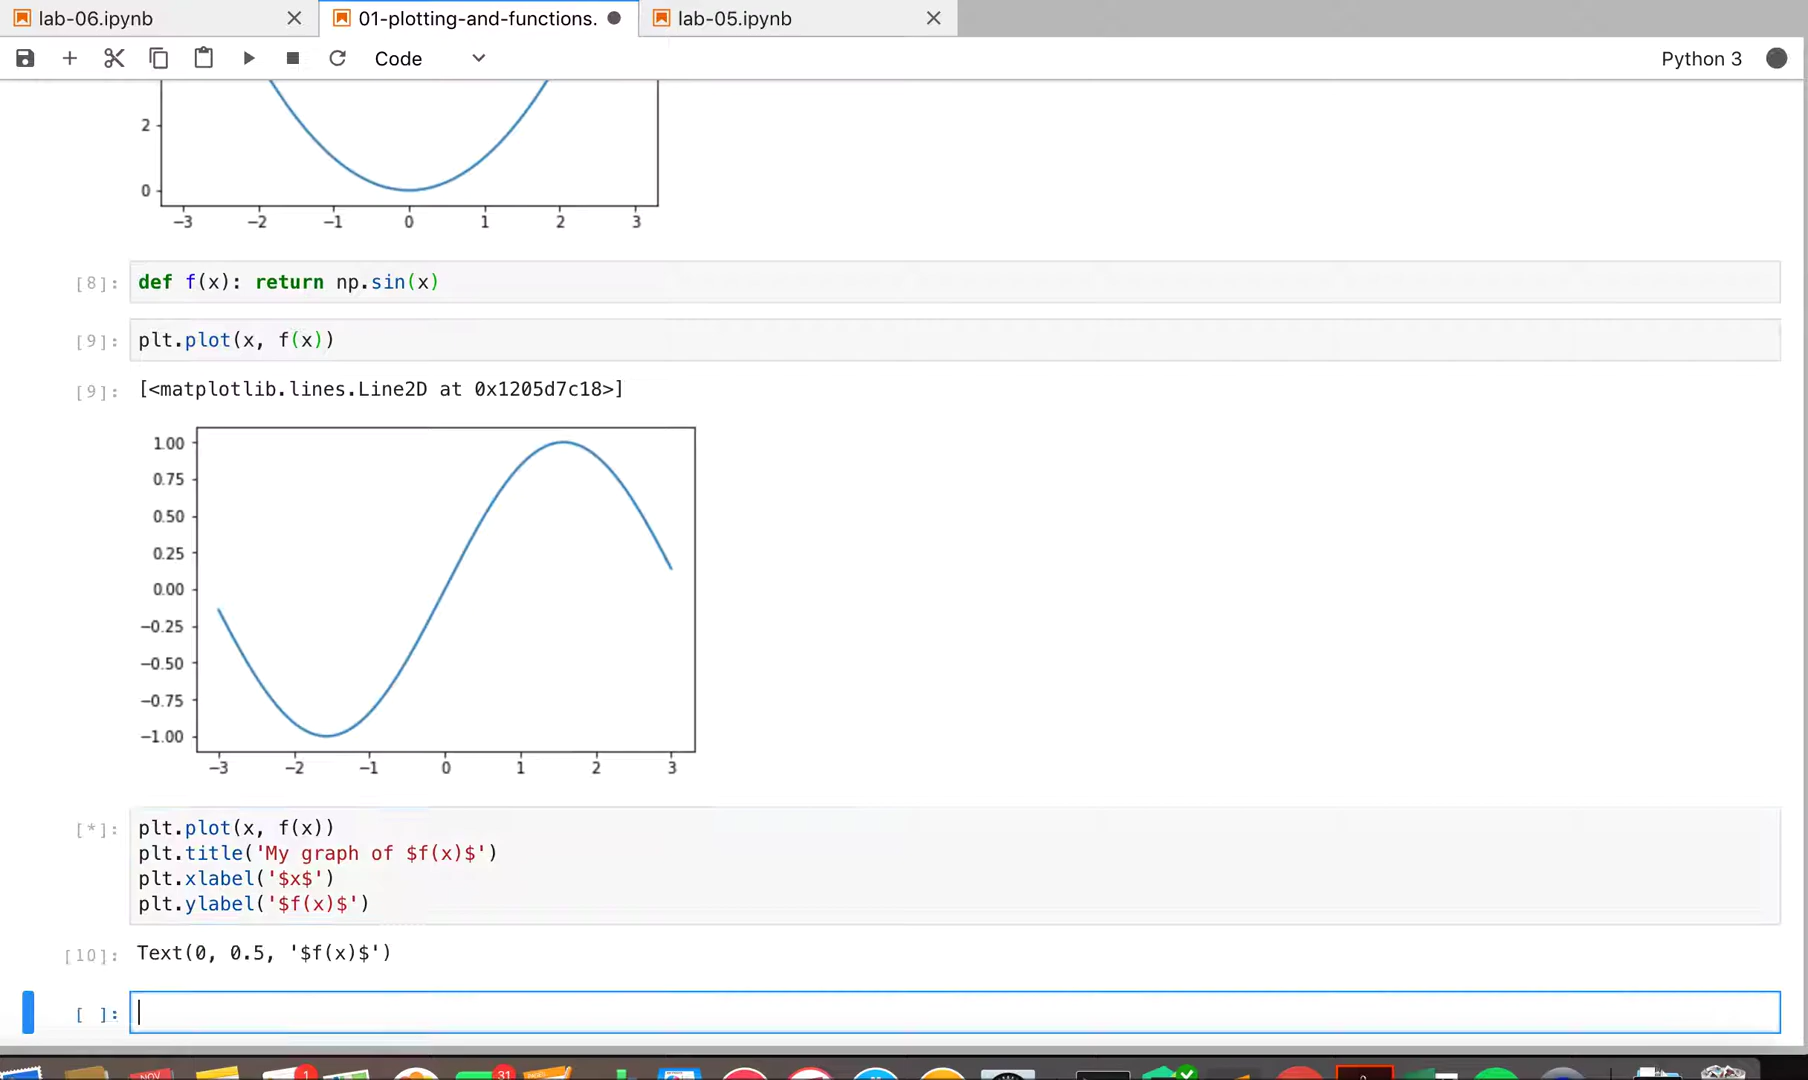 lab-06.ipynb
01-plotting-and-functions.
lab-05.ipynb
Code
Python 3
2
0
−3 −2 −1 0 1 2 3
[8]: def f(x): return np.sin(x)
[9]: plt.plot(x, f(x))
[9]: [<matplotlib.lines.Line2D at 0x1205d7c18>]
1.00
0.75
0.50
0.25
0.00
−0.25
−0.50
−0.75
−1.00
−3 −2 −1 0 1 2 3
[*]: plt.plot(x, f(x))
plt.title('My graph of $f(x)$')
plt.xlabel('$x$')
plt.ylabel('$f(x)$')
[10]: Text(0, 0.5, '$f(x)$')
[ ]:
NOV
1
31